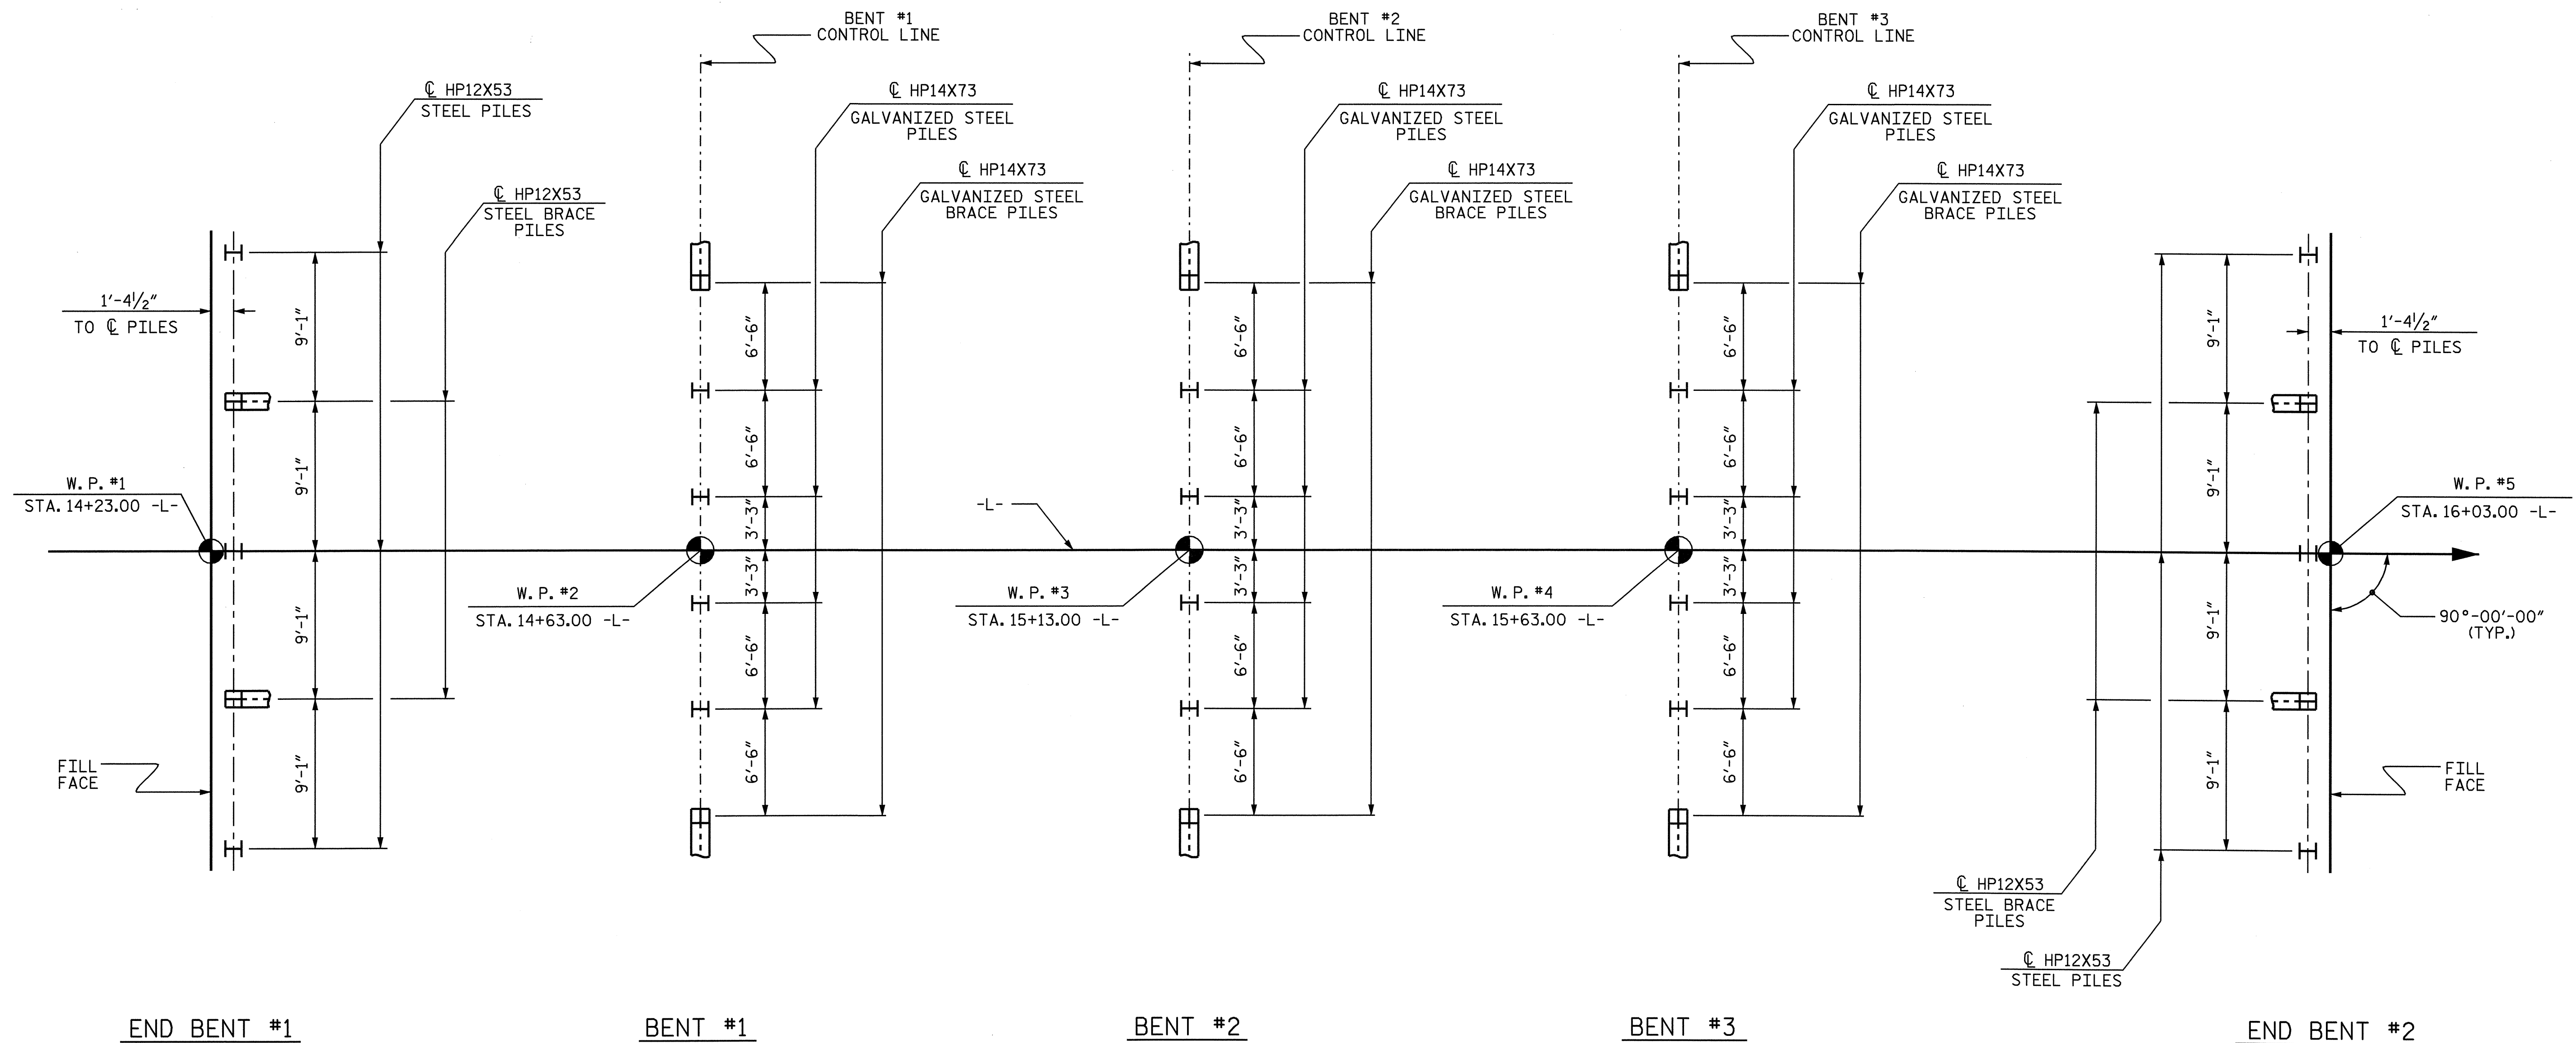 BENT #1
CONTROL LINE
BENT #2
CONTROL LINE
BENT #3
CONTROL LINE
℄ HP12X53
STEEL PILES
℄ HP14X73
GALVANIZED STEEL
PILES
℄ HP14X73
GALVANIZED STEEL
PILES
℄ HP14X73
GALVANIZED STEEL
PILES
℄ HP12X53
STEEL BRACE
PILES
℄ HP14X73
GALVANIZED STEEL
BRACE PILES
℄ HP14X73
GALVANIZED STEEL
BRACE PILES
℄ HP14X73
GALVANIZED STEEL
BRACE PILES
1'-4½"
TO ℄ PILES
9'-1"
9'-1"
9'-1"
9'-1"
W.P. #1
STA. 14+23.00 -L-
FILL
FACE
6'-6"
6'-6"
3'-3"
3'-3"
6'-6"
6'-6"
W.P. #2
STA. 14+63.00 -L-
-L-
6'-6"
6'-6"
3'-3"
3'-3"
6'-6"
6'-6"
W.P. #3
STA. 15+13.00 -L-
6'-6"
6'-6"
3'-3"
3'-3"
6'-6"
6'-6"
W.P. #4
STA. 15+63.00 -L-
9'-1"
9'-1"
9'-1"
9'-1"
1'-4½"
TO ℄ PILES
W.P. #5
STA. 16+03.00 -L-
90°-00'-00"
(TYP.)
FILL
FACE
℄ HP12X53
STEEL BRACE
PILES
℄ HP12X53
STEEL PILES
END BENT #1
BENT #1
BENT #2
BENT #3
END BENT #2